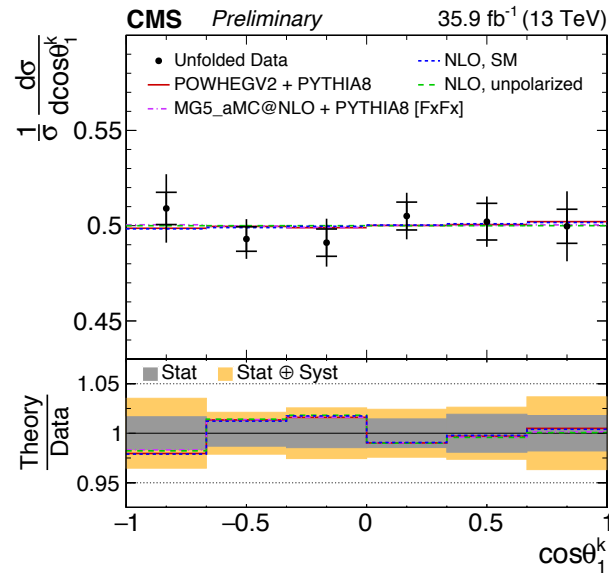 CMS Preliminary 35.9 fb⁻¹ (13 TeV)
1/σ dσ/dcosθ₁ᵏ
Unfolded Data
POWHEGV2 + PYTHIA8
MG5_aMC@NLO + PYTHIA8 [FxFx]
NLO, SM
NLO, unpolarized
0.55
0.5
0.45
Stat
Stat ⊕ Syst
Theory
Data
1.05
1
0.95
−1 −0.5 0 0.5 1
cosθ₁ᵏ